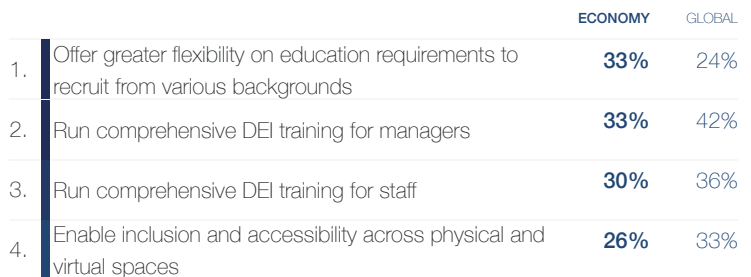 ECONOMY GLOBAL
1. Offer greater flexibility on education requirements to 33% 24%
recruit from various backgrounds
2. Run comprehensive DEI training for managers 33% 42%
3. Run comprehensive DEI training for staff 30% 36%
4. Enable inclusion and accessibility across physical and 26% 33%
virtual spaces